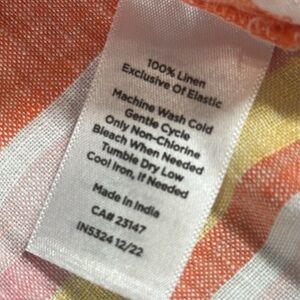 100% Linen
Exclusive Of Elastic
Machine Wash Cold
Gentle Cycle
Only Non-Chlorine
Bleach When Needed
Tumble Dry Low
Cool Iron, If Needed
Made In India
CA# 23147
IN5324 12/22